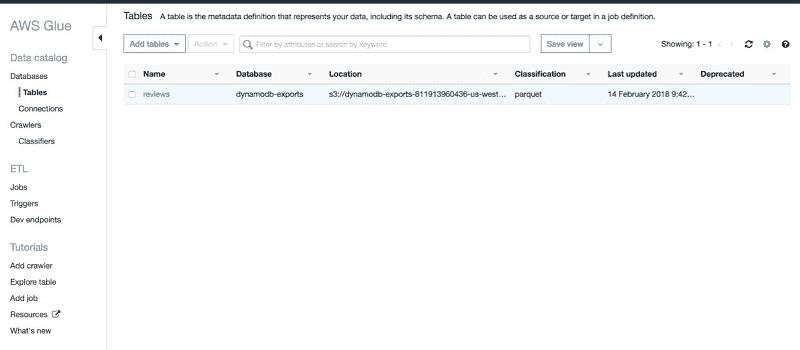 AWS Glue
Data catalog
Databases
Tables
Connections
Crawlers
Classifiers
ETL
Jobs
Triggers
Dev endpoints
Tutorials
Add crawler
Explore table
Add job
Resources
What's new
Tables A table is the metadata definition that represents your data, including its schema. A table can be used as a source or target in a job definition.
Add tables Action Filter by attributes or search by keyword Save view Showing: 1 - 1
Name Database Location Classification Last updated Deprecated
reviews dynamodb-exports s3://dynamodb-exports-811913960436-us-west... parquet 14 February 2018 9:42...